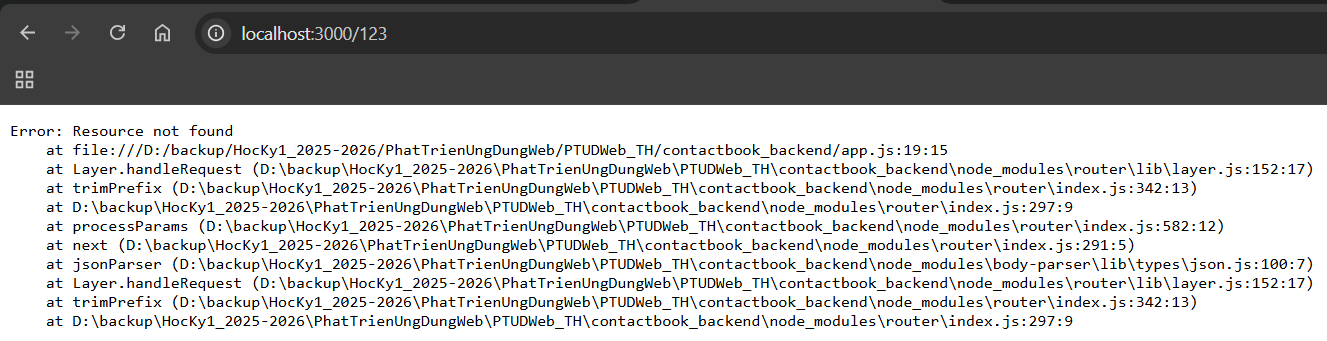 localhost:3000/123
Error: Resource not found
at file:///D:/backup/HocKy1_2025-2026/PhatTrienUngDungWeb/PTUDWeb_TH/contactbook_backend/app.js:19:15
at Layer.handleRequest (D:\backup\HocKy1_2025-2026\PhatTrienUngDungWeb\PTUDWeb_TH\contactbook_backend\node_modules\router\lib\layer.js:152:17)
at trimPrefix (D:\backup\HocKy1_2025-2026\PhatTrienUngDungWeb\PTUDWeb_TH\contactbook_backend\node_modules\router\index.js:342:13)
at D:\backup\HocKy1_2025-2026\PhatTrienUngDungWeb\PTUDWeb_TH\contactbook_backend\node_modules\router\index.js:297:9
at processParams (D:\backup\HocKy1_2025-2026\PhatTrienUngDungWeb\PTUDWeb_TH\contactbook_backend\node_modules\router\index.js:582:12)
at next (D:\backup\HocKy1_2025-2026\PhatTrienUngDungWeb\PTUDWeb_TH\contactbook_backend\node_modules\router\index.js:291:5)
at jsonParser (D:\backup\HocKy1_2025-2026\PhatTrienUngDungWeb\PTUDWeb_TH\contactbook_backend\node_modules\body-parser\lib\types\json.js:100:7)
at Layer.handleRequest (D:\backup\HocKy1_2025-2026\PhatTrienUngDungWeb\PTUDWeb_TH\contactbook_backend\node_modules\router\lib\layer.js:152:17)
at trimPrefix (D:\backup\HocKy1_2025-2026\PhatTrienUngDungWeb\PTUDWeb_TH\contactbook_backend\node_modules\router\index.js:342:13)
at D:\backup\HocKy1_2025-2026\PhatTrienUngDungWeb\PTUDWeb_TH\contactbook_backend\node_modules\router\index.js:297:9